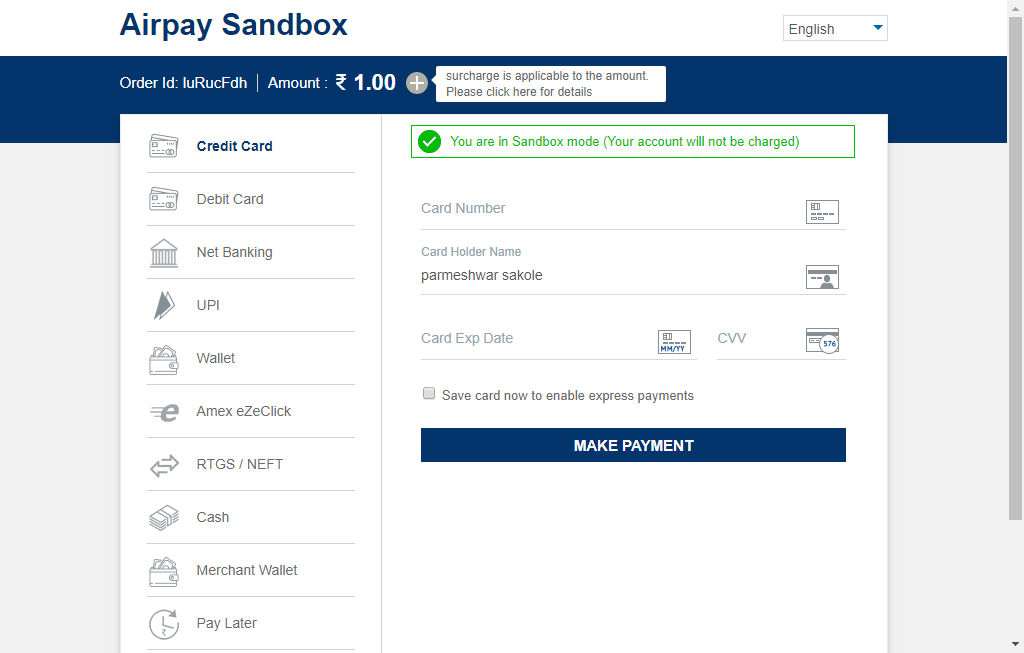 Airpay Sandbox
English
Order Id: IuRucFdh
Amount : ₹ 1.00
surcharge is applicable to the amount.
Please click here for details
Credit Card
Debit Card
Net Banking
UPI
Wallet
Amex eZeClick
RTGS / NEFT
Cash
Merchant Wallet
Pay Later
You are in Sandbox mode (Your account will not be charged)
Card Number
Card Holder Name
parmeshwar sakole
Card Exp Date
MM/YY
CVV
576
Save card now to enable express payments
MAKE PAYMENT